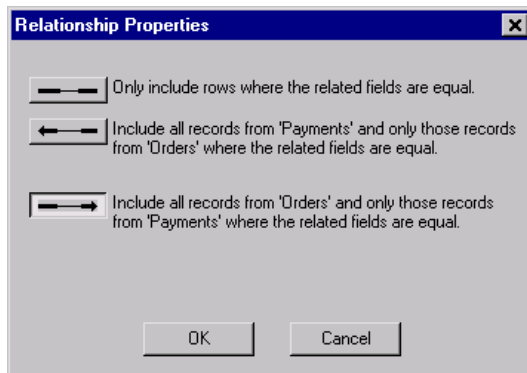 Relationship Properties
Only include rows where the related fields are equal.
Include all records from 'Payments' and only those records
from 'Orders' where the related fields are equal.
Include all records from 'Orders' and only those records
from 'Payments' where the related fields are equal.
OK
Cancel